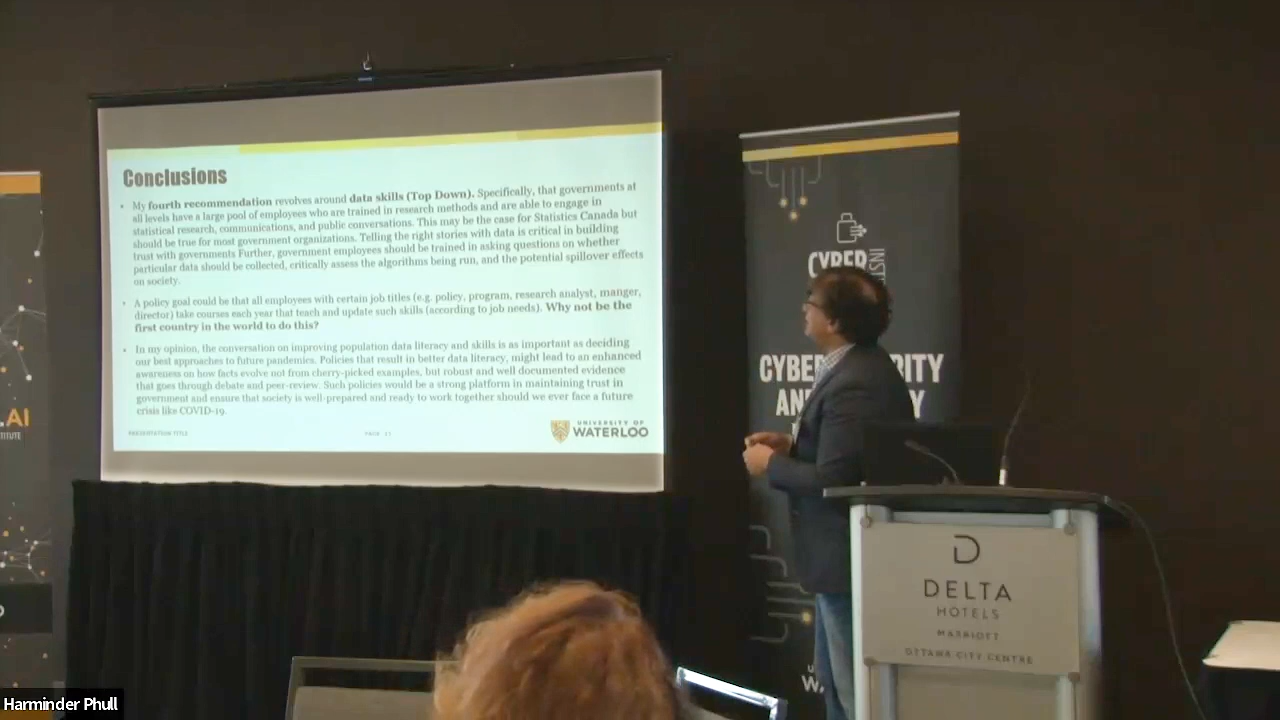 Conclusions
My fourth recommendation revolves around data skills (Top Down). Specifically, that governments at
all levels have a large pool of employees who are trained in research methods and are able to engage in
statistical research, communications, and public conversations. This may be the case for Statistics Canada but
should be true for most government organizations. Telling the right stories with data is critical in building
trust with governments Further, government employees should be trained in asking questions on whether
particular data should be collected, critically assess the algorithms being run, and the potential spillover effects
on society.
A policy goal could be that all employees with certain job titles (e.g. policy, program, research analyst, manger,
director) take courses each year that teach and update such skills (according to job needs). Why not be the
first country in the world to do this?
In my opinion, the conversation on improving population data literacy and skills is as important as deciding
our best approaches to future pandemics. Policies that result in better data literacy, might lead to an enhanced
awareness on how facts evolve not from cherry-picked examples, but robust and well documented evidence
that goes through debate and peer-review. Such policies would be a strong platform in maintaining trust in
government and ensure that society is well-prepared and ready to work together should we ever face a future
crisis like COVID-19.
PRESENTATION TITLE
PAGE
UNIVERSITY OF
WATERLOO
.AI
TITUTE
CYBER
INST
CYBE
ITY
AN
Y
D
DELTA
HOTELS
MARRIOTT
OTTAWA CITY CENTRE
Harminder Phull